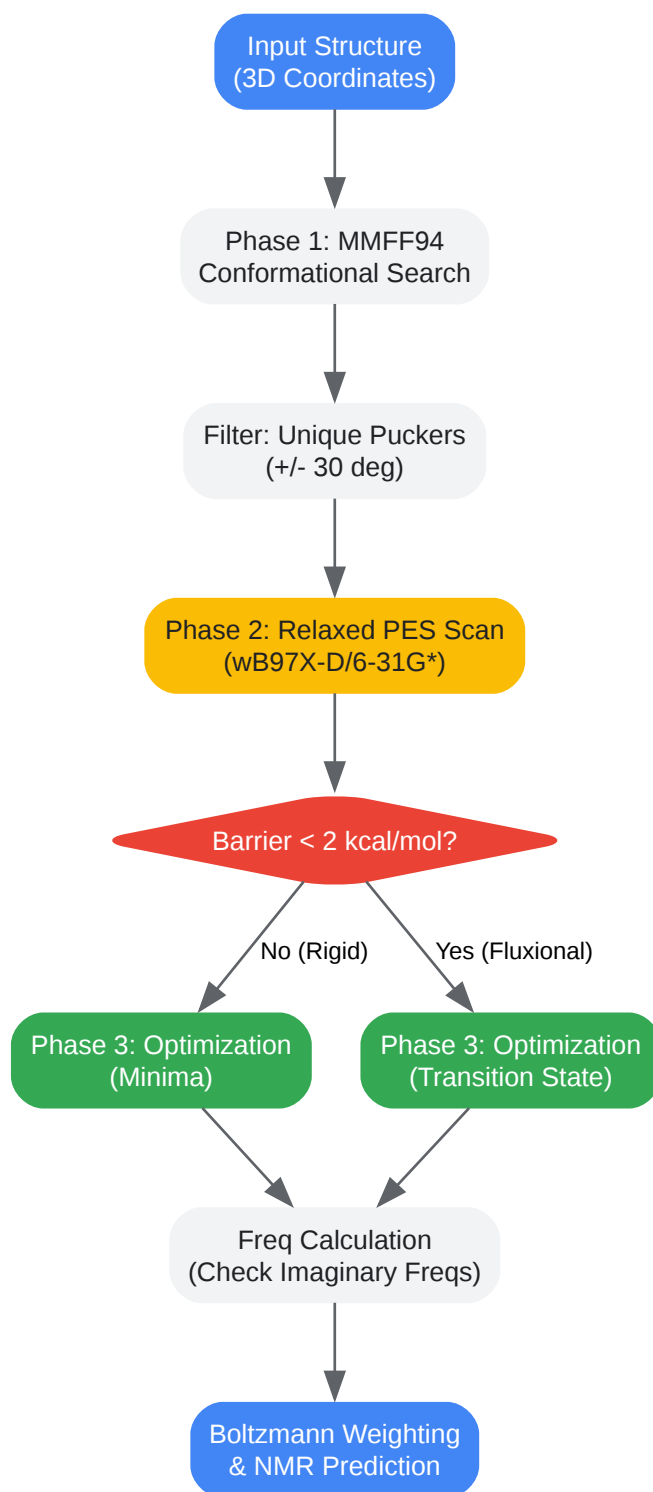 Input Structure
(3D Coordinates)
Phase 1: MMFF94
Conformational Search
Filter: Unique Puckers
(+/- 30 deg)
Phase 2: Relaxed PES Scan
(wB97X-D/6-31G*)
Barrier < 2 kcal/mol?
No (Rigid)
Yes (Fluxional)
Phase 3: Optimization
(Minima)
Phase 3: Optimization
(Transition State)
Freq Calculation
(Check Imaginary Freqs)
Boltzmann Weighting
& NMR Prediction